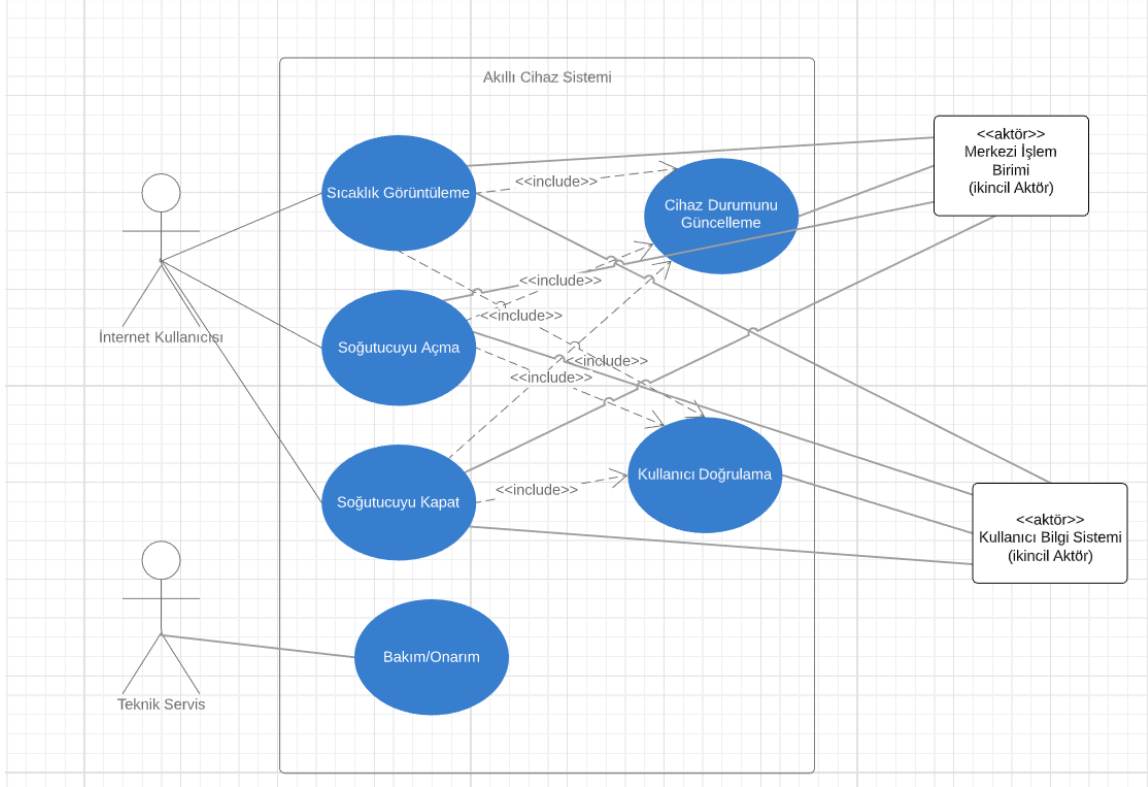 Akıllı Cihaz Sistemi
<<aktör>>
Merkezi İşlem
Birimi
(ikincil Aktör)
Sıcaklık Görüntüleme
<<include>>
Cihaz Durumunu
Güncelleme
<<include>>
<<include>>
İnternet Kullanıcısı
Soğutucuyu Açma
<<include>>
<<include>>
Soğutucuyu Kapat
<<include>>
Kullanıcı Doğrulama
<<aktör>>
Kullanıcı Bilgi Sistemi
(ikincil Aktör)
Bakım/Onarım
Teknik Servis